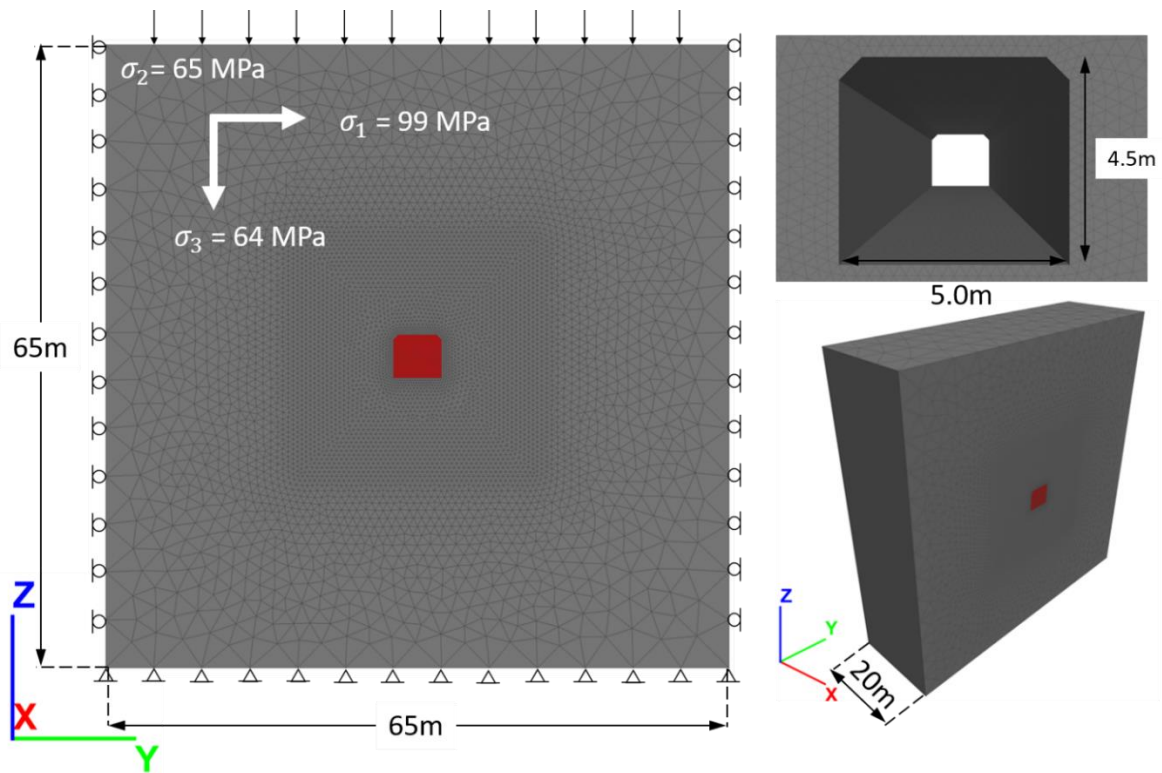 σ₂= 65 MPa
σ₁ = 99 MPa
σ₃ = 64 MPa
65m
65m
Z
X
Y
4.5m
5.0m
Z
Y
X
20m